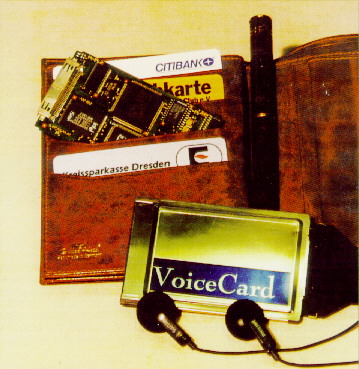 CITIBANK
karte
Kreissparkasse Dresden
VoiceCard